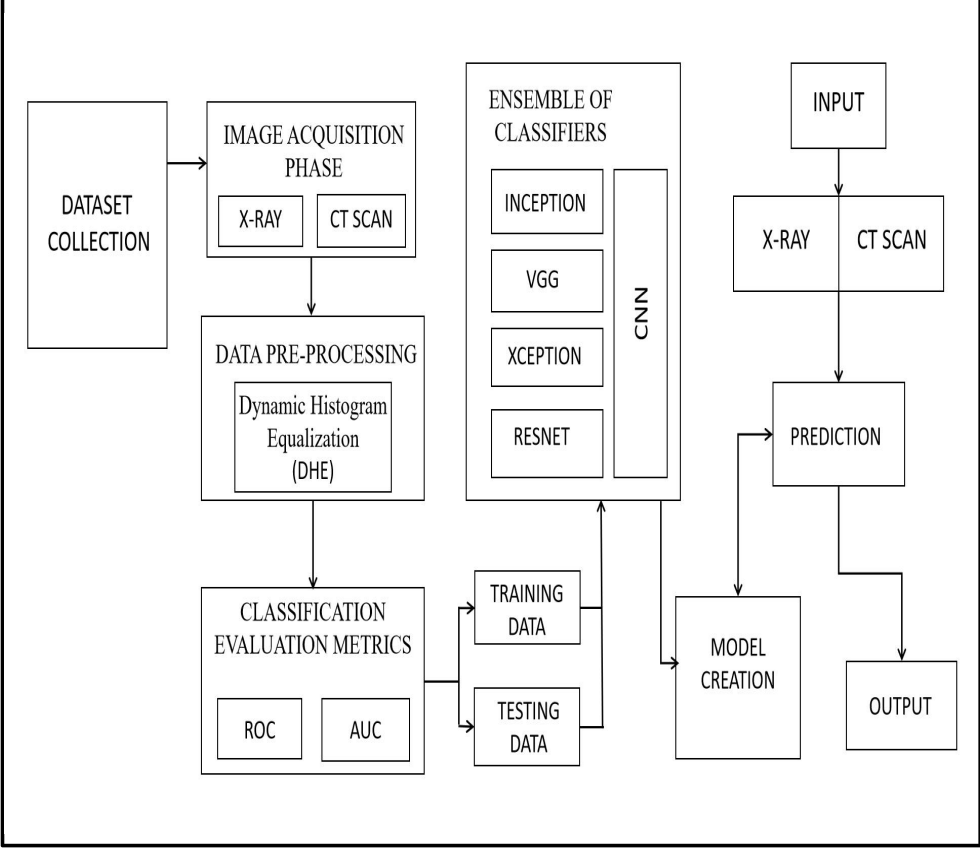 DATASET
COLLECTION
IMAGE ACQUISITION
PHASE
X-RAY
CT SCAN
DATA PRE-PROCESSING
Dynamic Histogram
Equalization
(DHE)
CLASSIFICATION
EVALUATION METRICS
ROC
AUC
TRAINING
DATA
TESTING
DATA
ENSEMBLE OF
CLASSIFIERS
INCEPTION
VGG
XCEPTION
RESNET
CNN
MODEL
CREATION
INPUT
X-RAY
CT SCAN
PREDICTION
OUTPUT